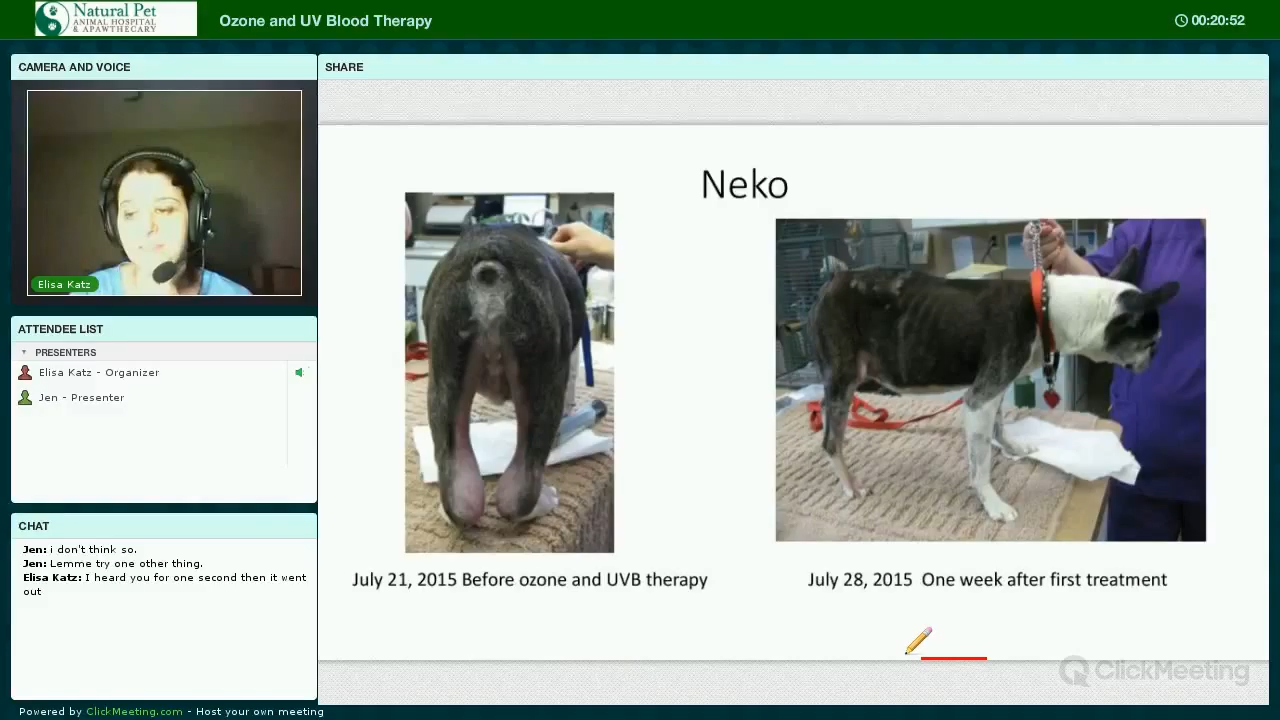 Natural Pet
ANIMAL HOSPITAL
& APAWTHECARY
Ozone and UV Blood Therapy
00:20:52
CAMERA AND VOICE
Elisa Katz
ATTENDEE LIST
PRESENTERS
Elisa Katz - Organizer
Jen - Presenter
CHAT
Jen: i don't think so.
Jen: Lemme try one other thing.
Elisa Katz: I heard you for one second then it went
out
SHARE
Neko
July 21, 2015 Before ozone and UVB therapy
July 28, 2015 One week after first treatment
ClickMeeting
Powered by ClickMeeting.com - Host your own meeting